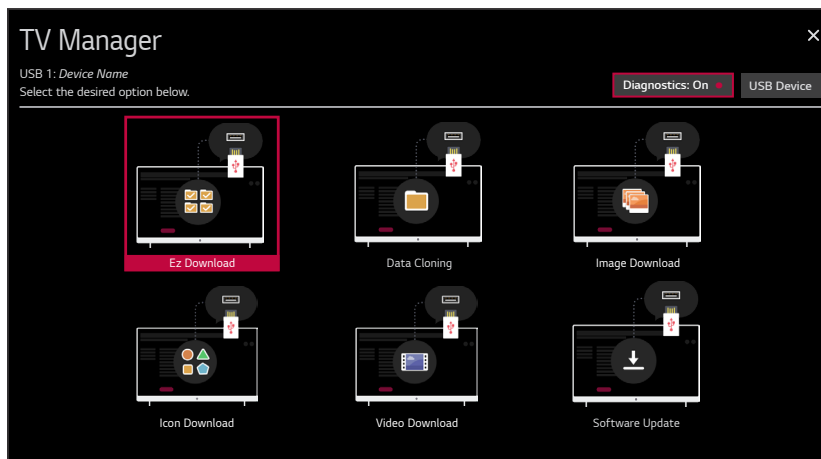 TV Manager
USB 1: Device Name
Select the desired option below.
Diagnostics: On
USB Device
Ez Download
Data Cloning
Image Download
Icon Download
Video Download
Software Update